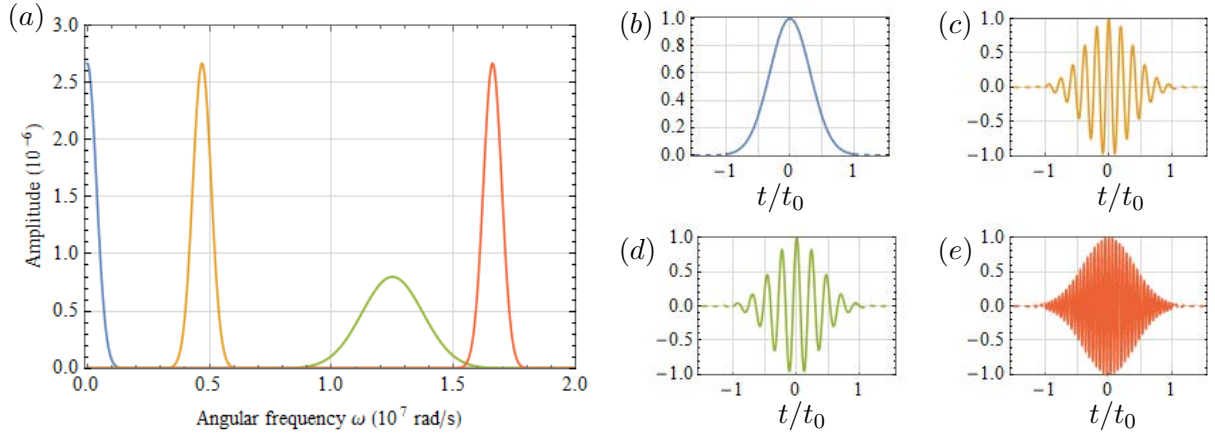 (a)
3.0
2.5
2.0
1.5
1.0
0.5
0.0
Amplitude (10⁻⁶)
0.0 0.5 1.0 1.5 2.0
Angular frequency ω (10⁷ rad/s)
(b)
1.0
0.8
0.6
0.4
0.2
0.0
−1 0 1
t/t₀
(c)
1.0
0.5
0.0
−0.5
−1.0
−1 0 1
t/t₀
(d)
1.0
0.5
0.0
−0.5
−1.0
−1 0 1
t/t₀
(e)
1.0
0.5
0.0
−0.5
−1.0
−1 0 1
t/t₀